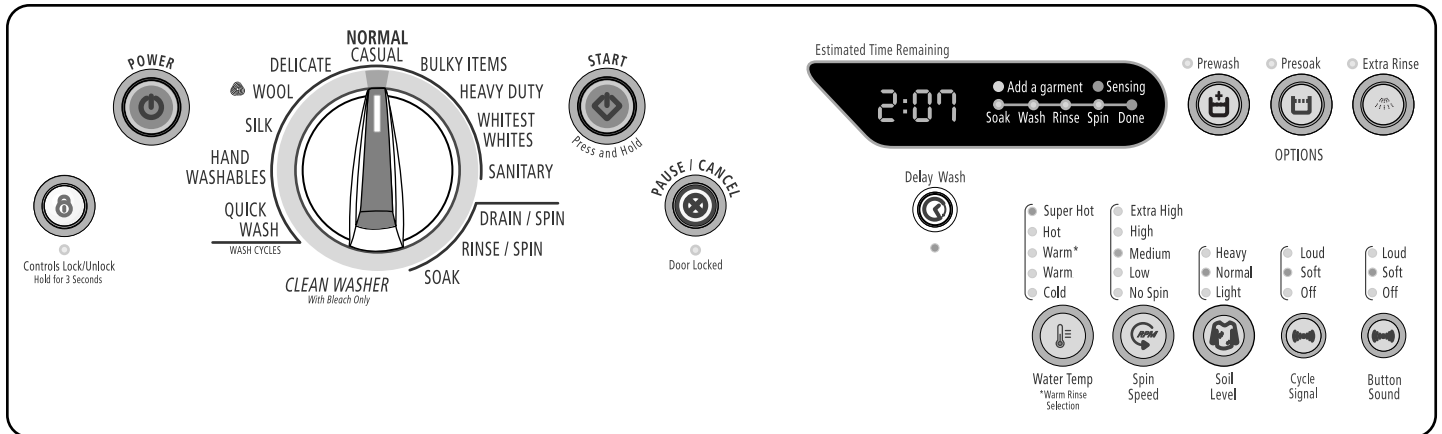 POWER
NORMAL
CASUAL
DELICATE
WOOL
SILK
HAND
WASHABLES
QUICK
WASH
WASH CYCLES
BULKY ITEMS
HEAVY DUTY
WHITEST
WHITES
SANITARY
DRAIN / SPIN
RINSE / SPIN
SOAK
CLEAN WASHER
With Bleach Only
Controls Lock/Unlock
Hold for 3 Seconds
START
Press and Hold
PAUSE / CANCEL
Door Locked
Estimated Time Remaining
2:07
Add a garment
Sensing
Soak Wash Rinse Spin Done
Delay Wash
Prewash
Presoak
Extra Rinse
OPTIONS
Super Hot
Hot
Warm*
Warm
Cold
Water Temp
*Warm Rinse
Selection
Extra High
High
Medium
Low
No Spin
RPM
Spin
Speed
Heavy
Normal
Light
Soil
Level
Loud
Soft
Off
Cycle
Signal
Loud
Soft
Off
Button
Sound